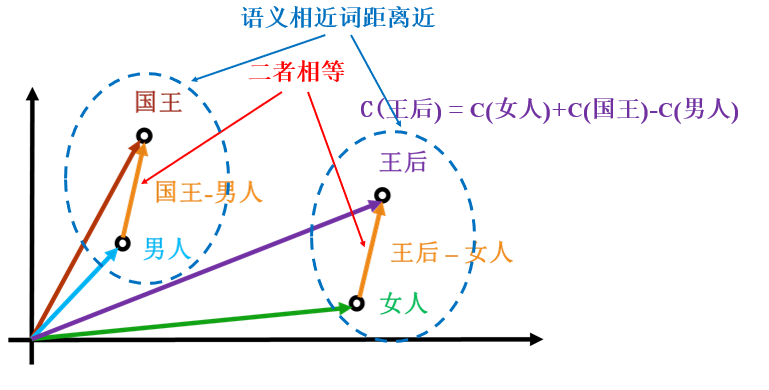 语义相近词距离近
二者相等
国王
C(王后) = C(女人)+C(国王)-C(男人)
王后
国王-男人
男人
王后 – 女人
女人